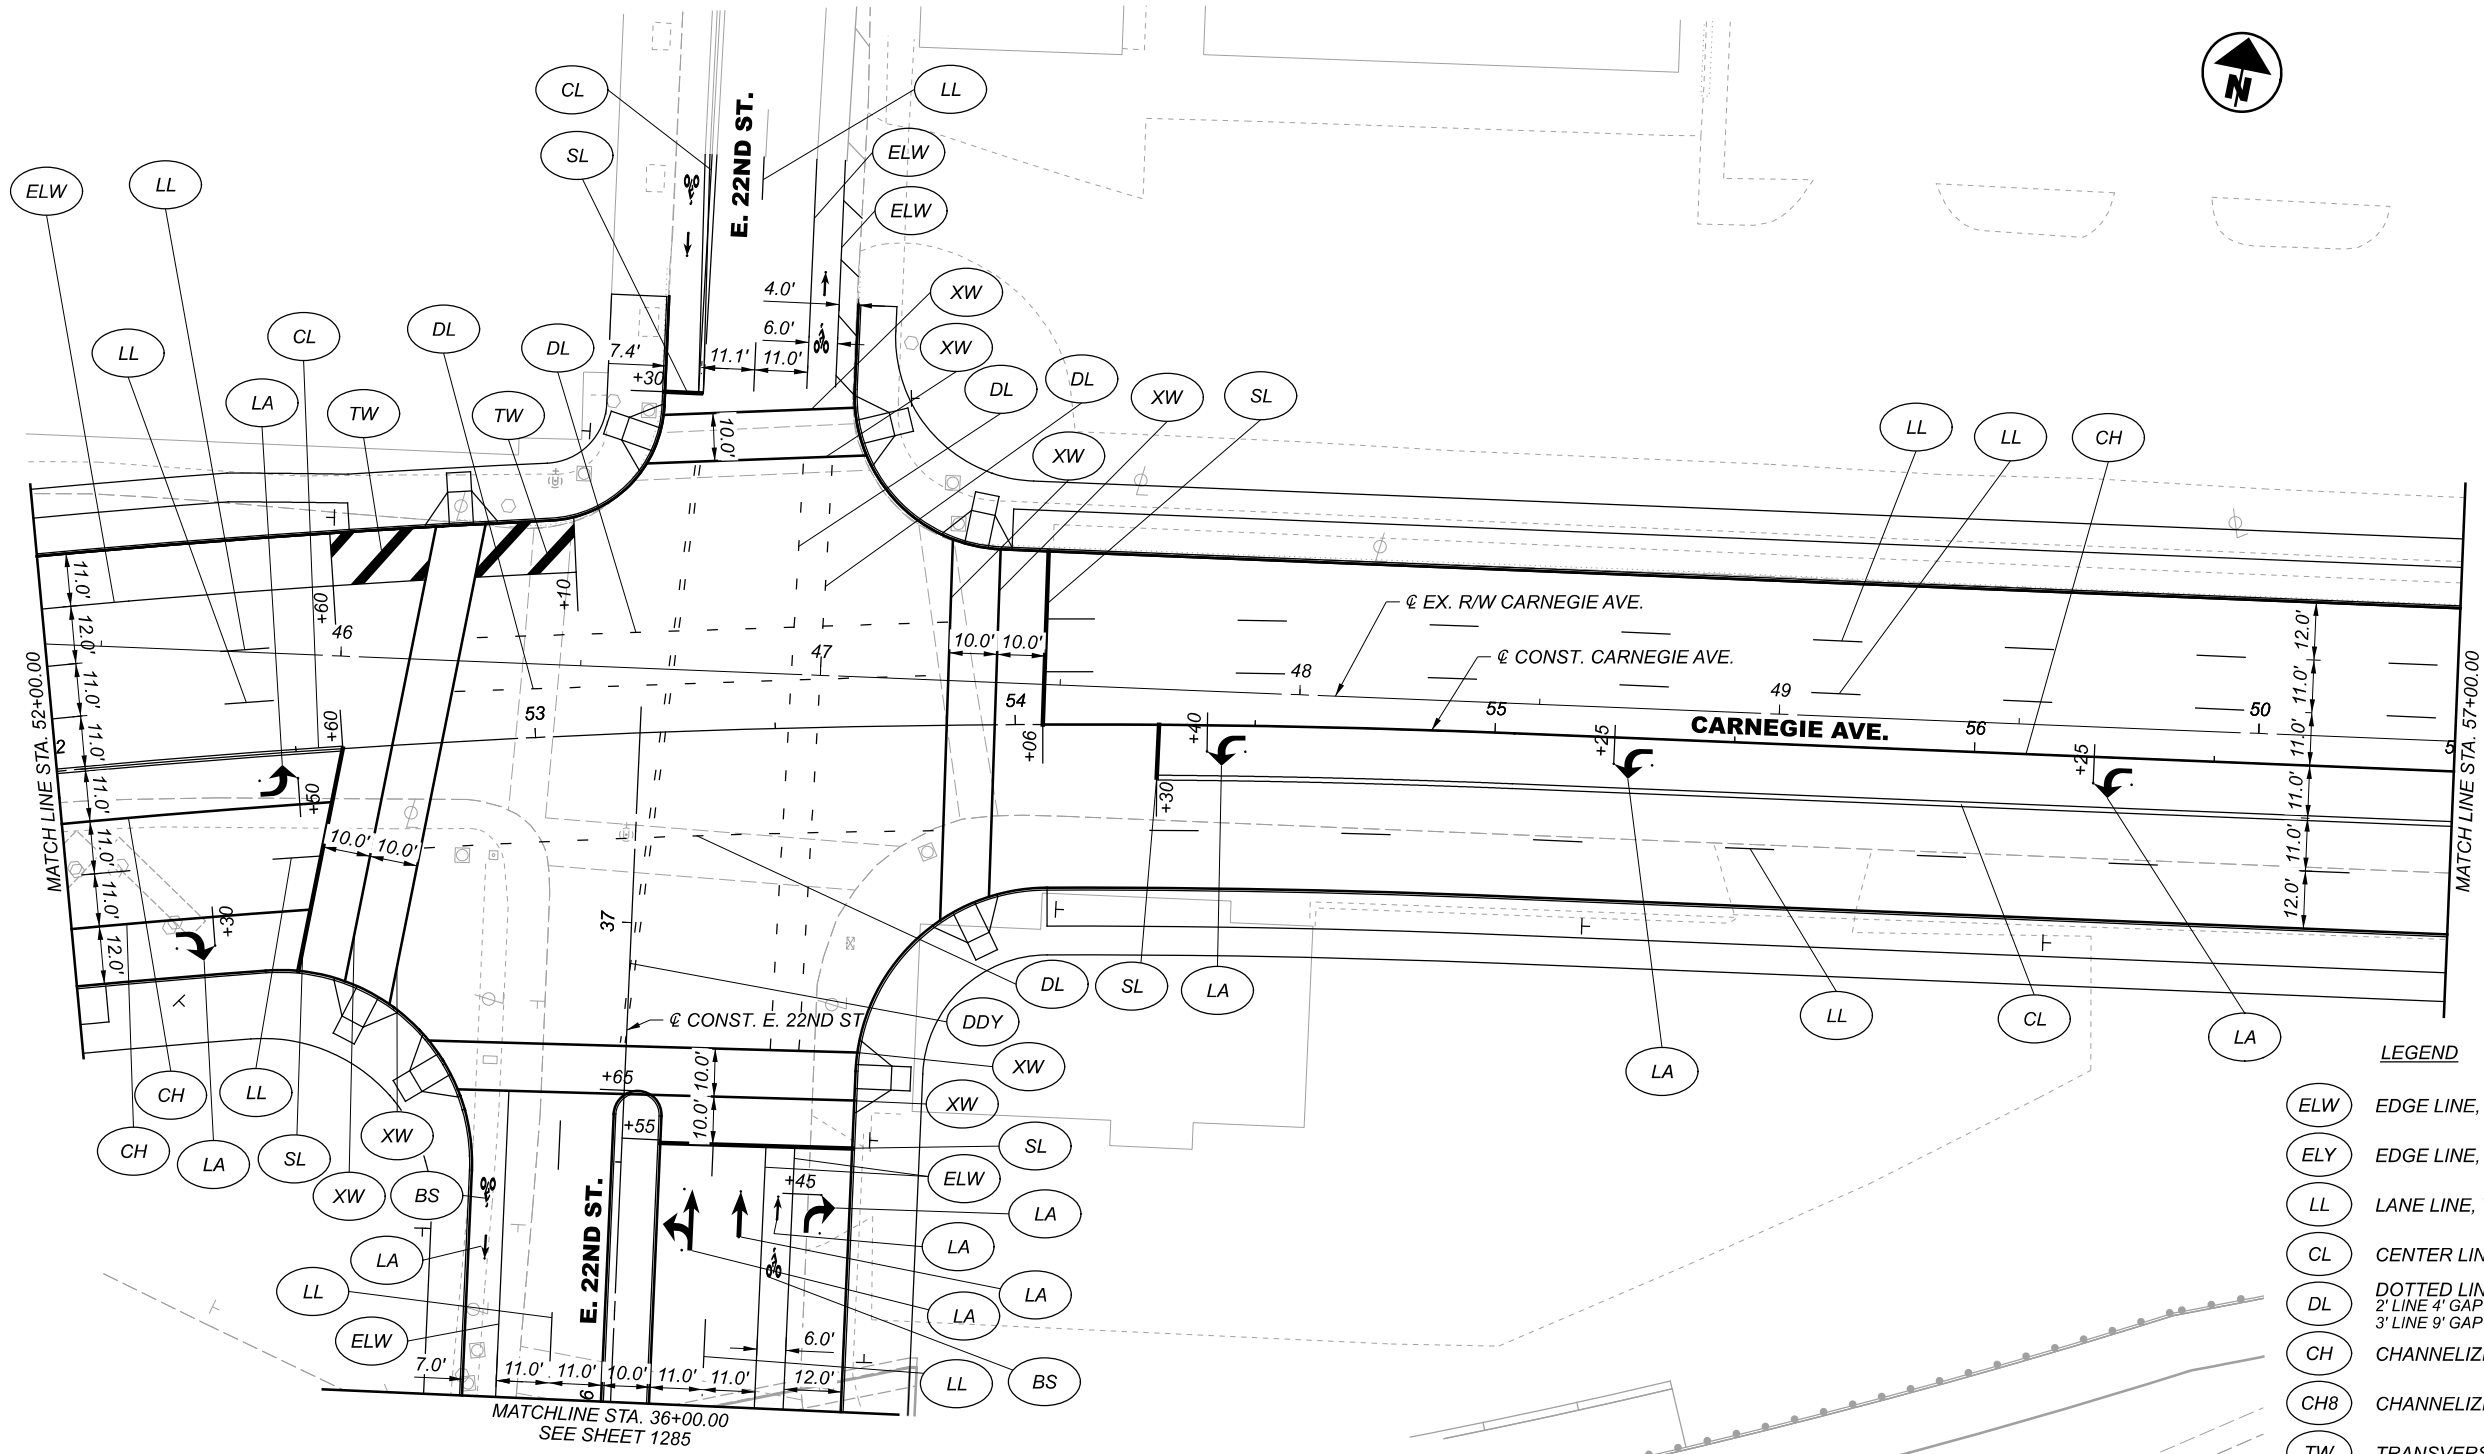 N
CL
LL
E. 22ND ST.
SL
ELW
ELW
LL
ELW
4.0'
XW
6.0'
XW
7.4'
11.1'
11.0'
+30
LL
CL
DL
DL
LA
TW
TW
10.0'
DL
DL
XW
SL
XW
LL
LL
CH
11.0'
12.0'
11.0'
11.0'
11.0'
11.0'
11.0'
12.0'
MATCH LINE STA. 52+00.00
2
+60
46
+10
47
10.0'
10.0'
℄ EX. R/W CARNEGIE AVE.
℄ CONST. CARNEGIE AVE.
48
49
50
5
+60
53
54
55
56
CARNEGIE AVE.
+06
+40
+25
+25
+30
+50
10.0'
10.0'
+30
12.0'
11.0'
11.0'
11.0'
11.0'
12.0'
MATCH LINE STA. 57+00.00
37
DL
SL
LA
LL
CL
LA
LA
℄ CONST. E. 22ND ST
DDY
XW
XW
SL
ELW
LA
LA
LA
LA
LL
BS
+65
10.0'
10.0'
+55
+45
CH
LL
XW
CH
LA
SL
XW
BS
LA
LL
ELW
E. 22ND ST.
7.0'
11.0'
11.0'
10.0'
11.0'
11.0'
6.0'
12.0'
6
MATCHLINE STA. 36+00.00
SEE SHEET 1285
LEGEND
ELW EDGE LINE,
ELY EDGE LINE,
LL LANE LINE,
CL CENTER LIN
DL DOTTED LIN
2' LINE 4' GAP
3' LINE 9' GAP
CH CHANNELIZ
CH8 CHANNELIZ
TW TRANSVERS